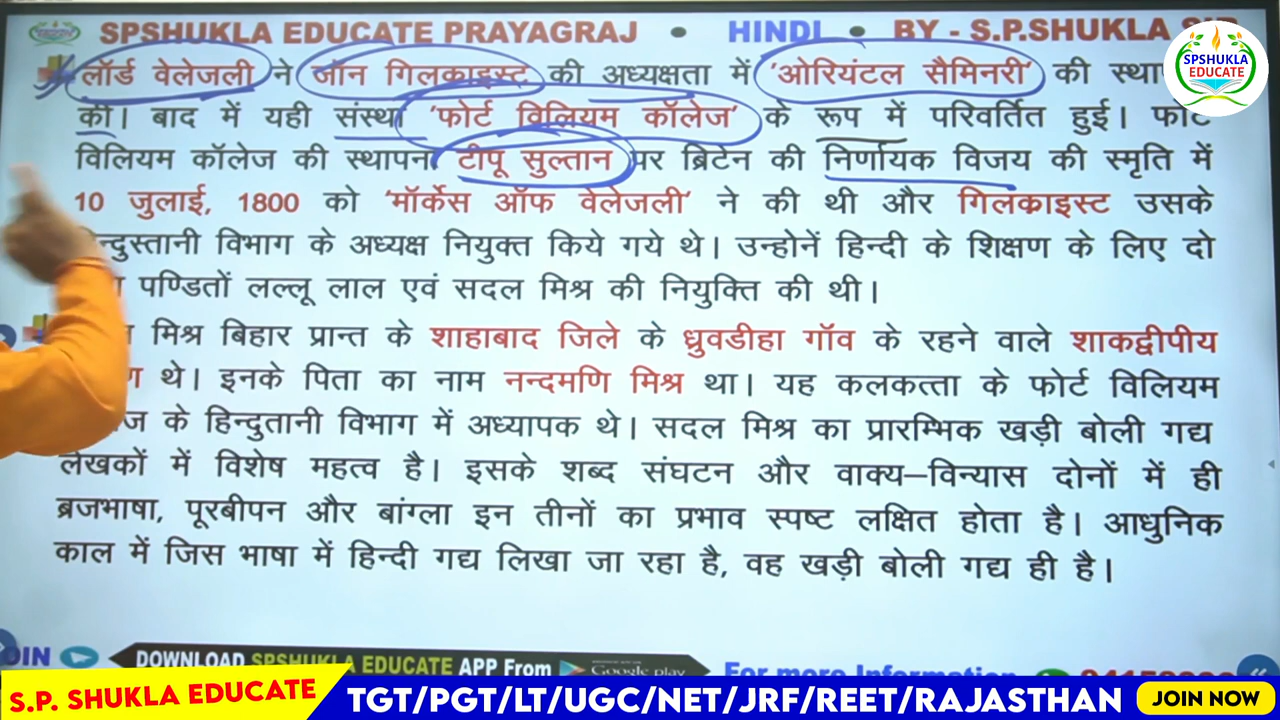 SPSHUKLA EDUCATE PRAYAGRAJ • HINDI • BY - S.P.SHUKLA
SPSHUKLA
EDUCATE
लॉर्ड वेलेजली ने जॉन गिलक्राइस्ट की अध्यक्षता में 'ओरियंटल सैमिनरी' की
की। बाद में यही संस्था 'फोर्ट विलियम कॉलेज' के रूप में परिवर्तित हुई। फोर्ट
विलियम कॉलेज की स्थापना टीपू सुल्तान पर ब्रिटेन की निर्णायक विजय की स्मृति में
10 जुलाई, 1800 को 'मॉर्केस ऑफ वेलेजली' ने की थी और गिलक्राइस्ट उसके
हिन्दुस्तानी विभाग के अध्यक्ष नियुक्त किये गये थे। उन्होनें हिन्दी के शिक्षण के लिए दो
पण्डितों लल्लू लाल एवं सदल मिश्र की नियुक्ति की थी।
मिश्र बिहार प्रान्त के शाहाबाद जिले के ध्रुवडीहा गॉव के रहने वाले शाकद्वीपीय
थे। इनके पिता का नाम नन्दमणि मिश्र था। यह कलकत्ता के फोर्ट विलियम
के हिन्दुतानी विभाग में अध्यापक थे। सदल मिश्र का प्रारम्भिक खड़ी बोली गद्य
लेखकों में विशेष महत्व है। इसके शब्द संघटन और वाक्य–विन्यास दोनों में ही
ब्रजभाषा, पूरबीपन और बांग्ला इन तीनों का प्रभाव स्पष्ट लक्षित होता है। आधुनिक
काल में जिस भाषा में हिन्दी गद्य लिखा जा रहा है, वह खड़ी बोली गद्य ही है।
DOWNLOAD SPSHUKLA EDUCATE APP From Google play
For more Information
S.P. SHUKLA EDUCATE
TGT/PGT/LT/UGC/NET/JRF/REET/RAJASTHAN
JOIN NOW